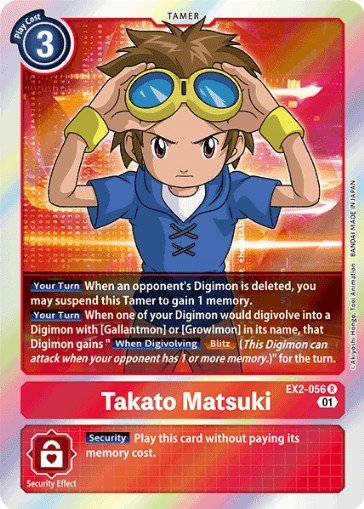 Play Cost
3
TAMER
Your Turn When an opponent's Digimon is deleted, you
may suspend this Tamer to gain 1 memory.
Your Turn When one of your Digimon would digivolve into a
Digimon with [Gallantmon] or [Growlmon] in its name, that
Digimon gains " When Digivolving Blitz (This Digimon can
attack when your opponent has 1 or more memory.)" for the turn.
© Akiyoshi Hongo, Toei Animation BANDAI MADE IN JAPAN
EX2-056 R
01
Takato Matsuki
Security Play this card without paying its
memory cost.
Security Effect